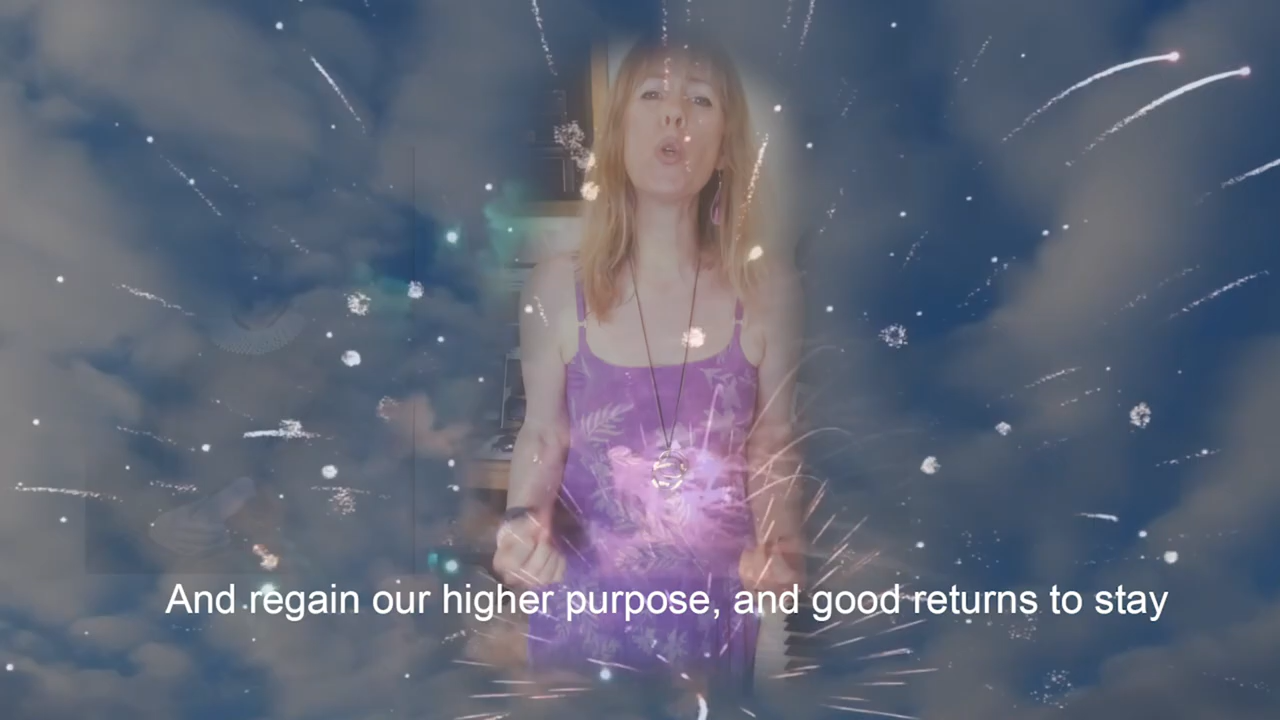 And regain our higher purpose, and good returns to stay